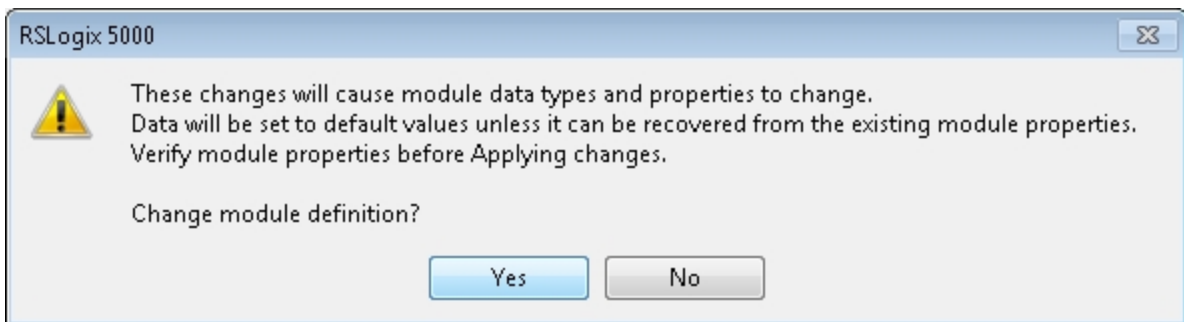 RSLogix 5000
These changes will cause module data types and properties to change.
Data will be set to default values unless it can be recovered from the existing module properties.
Verify module properties before Applying changes.
Change module definition?
Yes
No